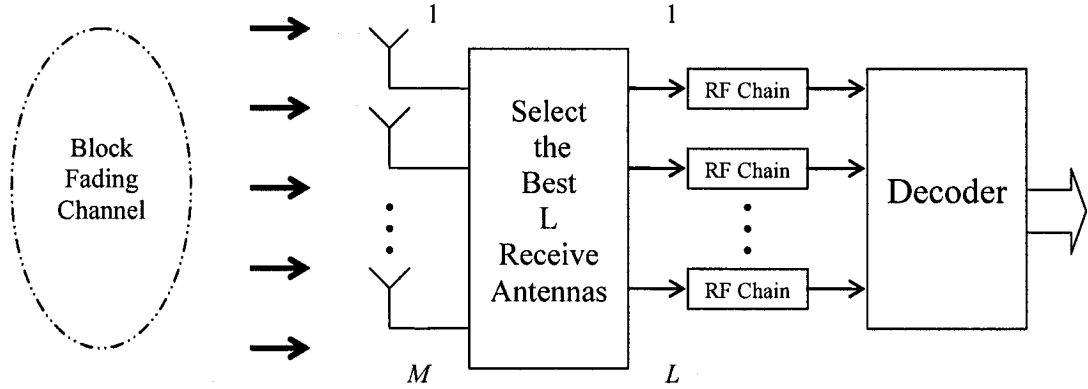 1
1
Block
Fading
Channel
Select
the
Best
L
Receive
Antennas
RF Chain
RF Chain
RF Chain
Decoder
M
L